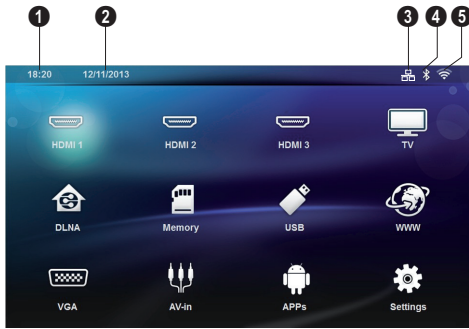 1 2 3 4 5
18:20 12/11/2013
HDMI 1 HDMI 2 HDMI 3 TV
DLNA Memory USB WWW
VGA AV-in APPs Settings